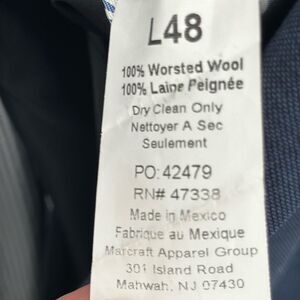 L48
100% Worsted Wool
100% Laine Peignée
Dry Clean Only
Nettoyer A Sec
Seulement
PO: 42479
RN# 47338
Made in Mexico
Fabrique au Mexique
Marcraft Apparel Group
301 Island Road
Mahwah, NJ 07430